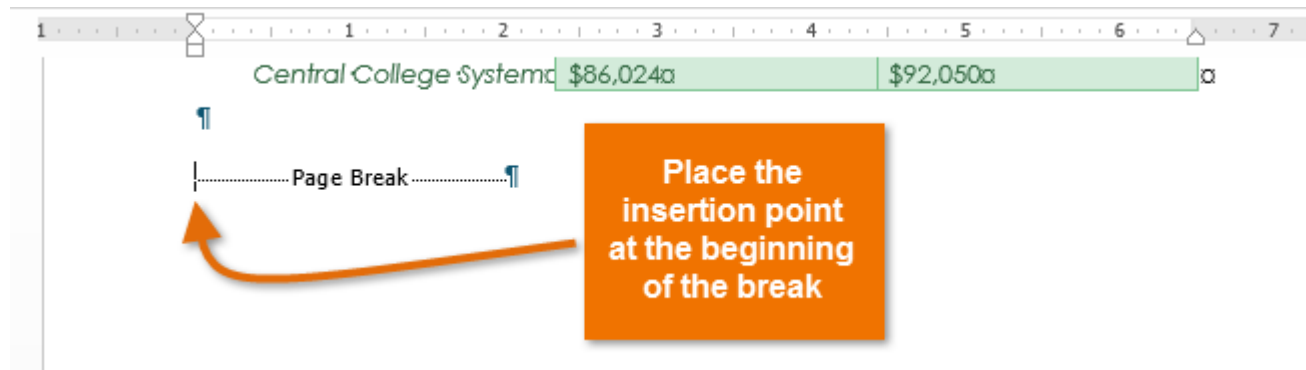 1 1 2 3 4 5 6 7
Central·College·System¤ $86,024¤ $92,050¤ ¤
¶
Page Break ¶
Place the
insertion point
at the beginning
of the break